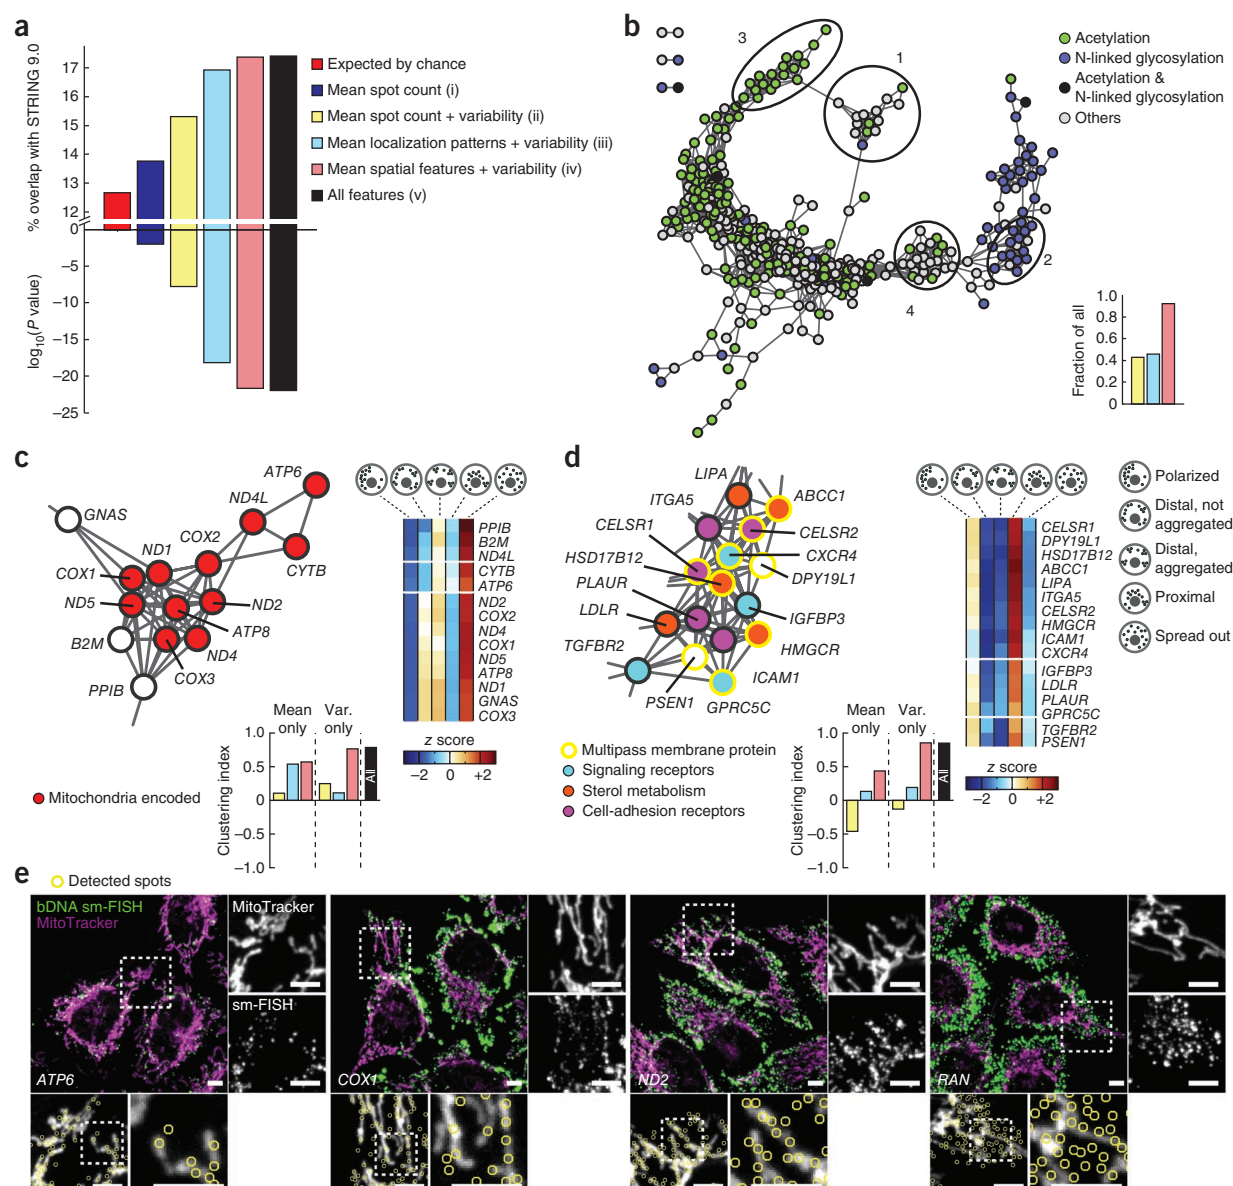 a
% overlap with STRING 9.0
17
16
15
14
13
12
0
–5
–10
–15
–20
–25
log10(P value)
Expected by chance
Mean spot count (i)
Mean spot count + variability (ii)
Mean localization patterns + variability (iii)
Mean spatial features + variability (iv)
All features (v)
b
3
1
2
4
Acetylation
N-linked glycosylation
Acetylation &
N-linked glycosylation
Others
Fraction of all
1.0
0.8
0.6
0.4
0.2
0
c
ATP6
ND4L
GNAS
COX2
ND1
CYTB
COX1
ND5
ND2
ATP8
B2M
ND4
COX3
PPIB
Mitochondria encoded
PPIB
B2M
ND4L
CYTB
ATP6
ND2
COX2
ND4
COX1
ND5
ATP8
ND1
GNAS
COX3
z score
–2 0 +2
Mean only
Var. only
Clustering index
1.0
0.5
0
–0.5
–1.0
All
d
LIPA
ITGA5
ABCC1
CELSR1
CELSR2
HSD17B12
CXCR4
PLAUR
DPY19L1
LDLR
IGFBP3
TGFBR2
HMGCR
ICAM1
PSEN1
GPRC5C
Multipass membrane protein
Signaling receptors
Sterol metabolism
Cell-adhesion receptors
Mean only
Var. only
Clustering index
1.0
0.5
0
–0.5
–1.0
All
CELSR1
DPY19L1
HSD17B12
ABCC1
LIPA
ITGA5
CELSR2
HMGCR
ICAM1
CXCR4
IGFBP3
LDLR
PLAUR
GPRC5C
TGFBR2
PSEN1
z score
–2 0 +2
Polarized
Distal, not
aggregated
Distal,
aggregated
Proximal
Spread out
e
Detected spots
bDNA sm-FISH
MitoTracker
MitoTracker
sm-FISH
ATP6
COX1
ND2
RAN